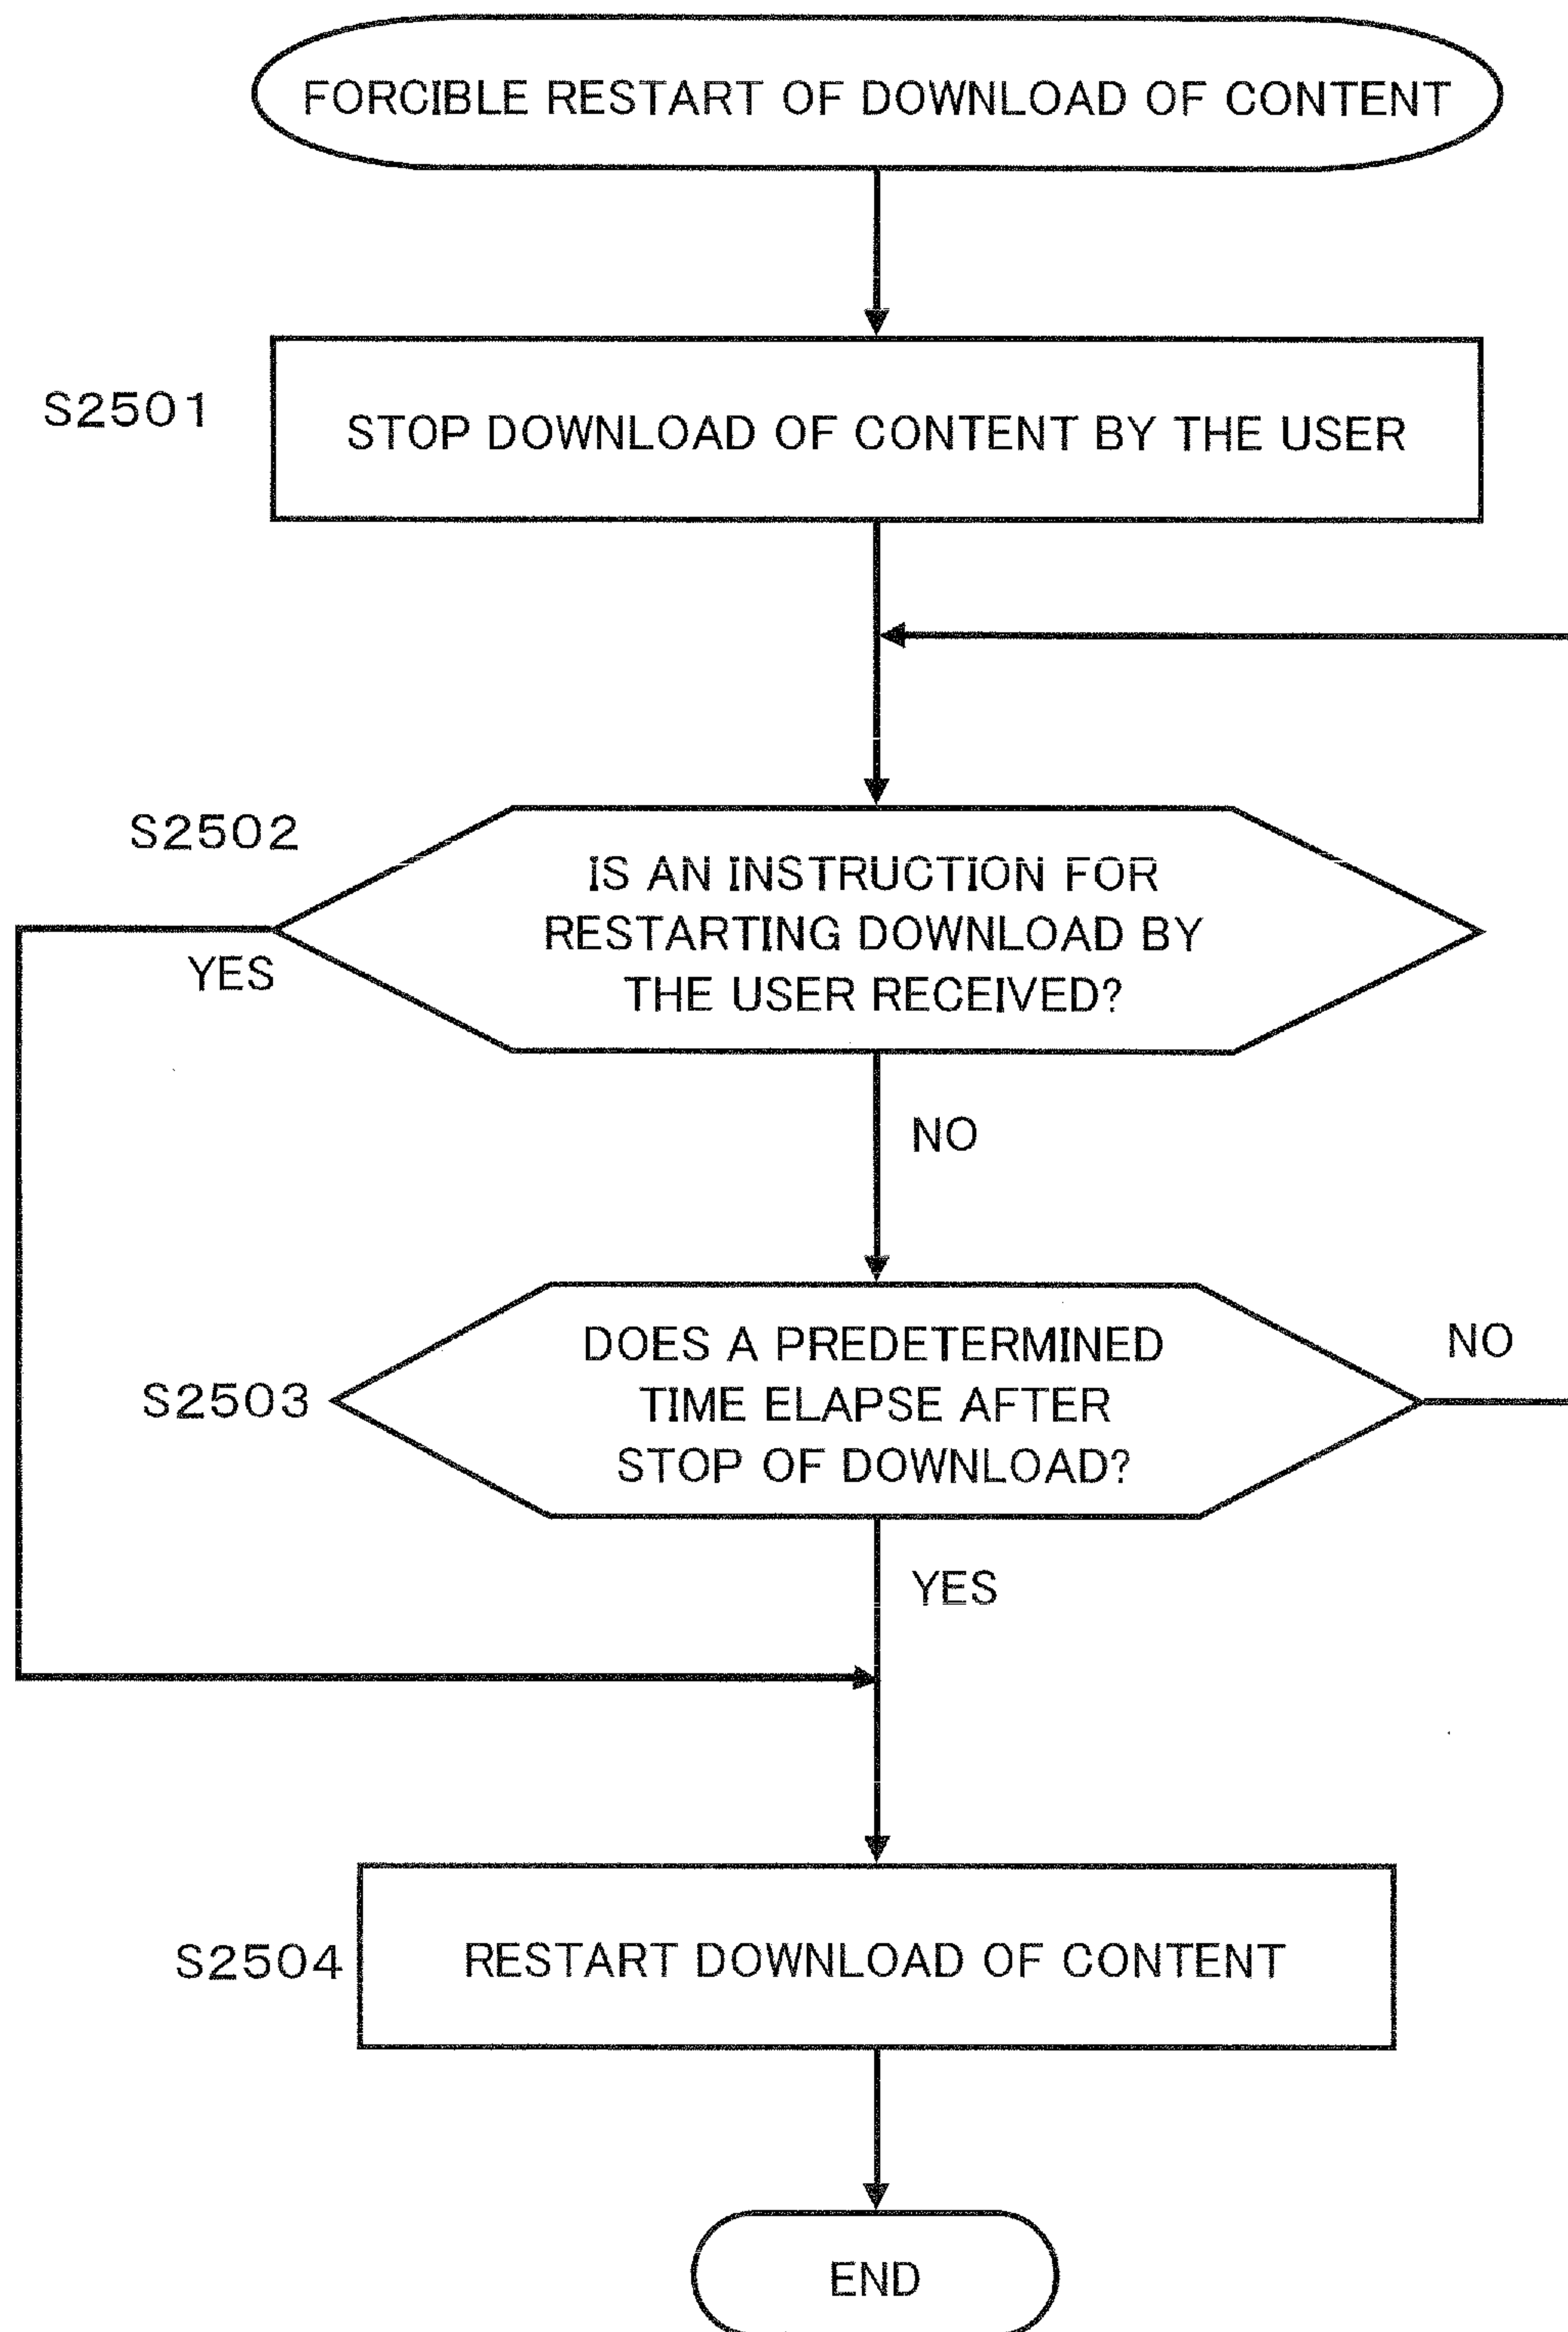 FORCIBLE RESTART OF DOWNLOAD OF CONTENT
S2501
STOP DOWNLOAD OF CONTENT BY THE USER
S2502
IS AN INSTRUCTION FOR
RESTARTING DOWNLOAD BY
THE USER RECEIVED?
YES
NO
DOES A PREDETERMINED
TIME ELAPSE AFTER
STOP OF DOWNLOAD?
NO
S2503
YES
S2504
RESTART DOWNLOAD OF CONTENT
END